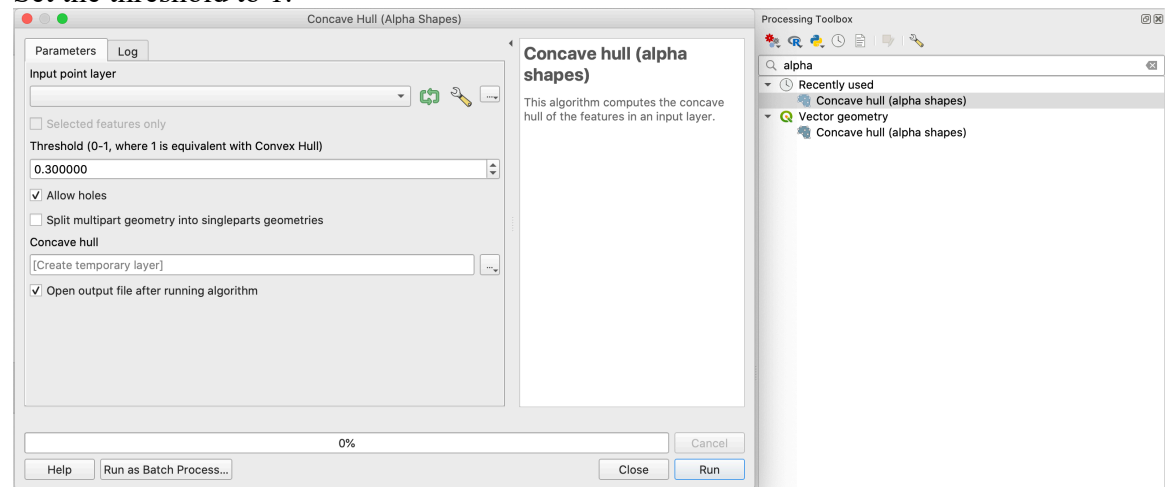 Set the threshold to 1.
Concave Hull (Alpha Shapes)
Parameters
Log
Input point layer
Selected features only
Threshold (0-1, where 1 is equivalent with Convex Hull)
0.300000
Allow holes
Split multipart geometry into singleparts geometries
Concave hull
[Create temporary layer]
Open output file after running algorithm
Concave hull (alpha
shapes)
This algorithm computes the concave
hull of the features in an input layer.
0%
Cancel
Help
Run as Batch Process...
Close
Run
Processing Toolbox
alpha
Recently used
Concave hull (alpha shapes)
Vector geometry
Concave hull (alpha shapes)